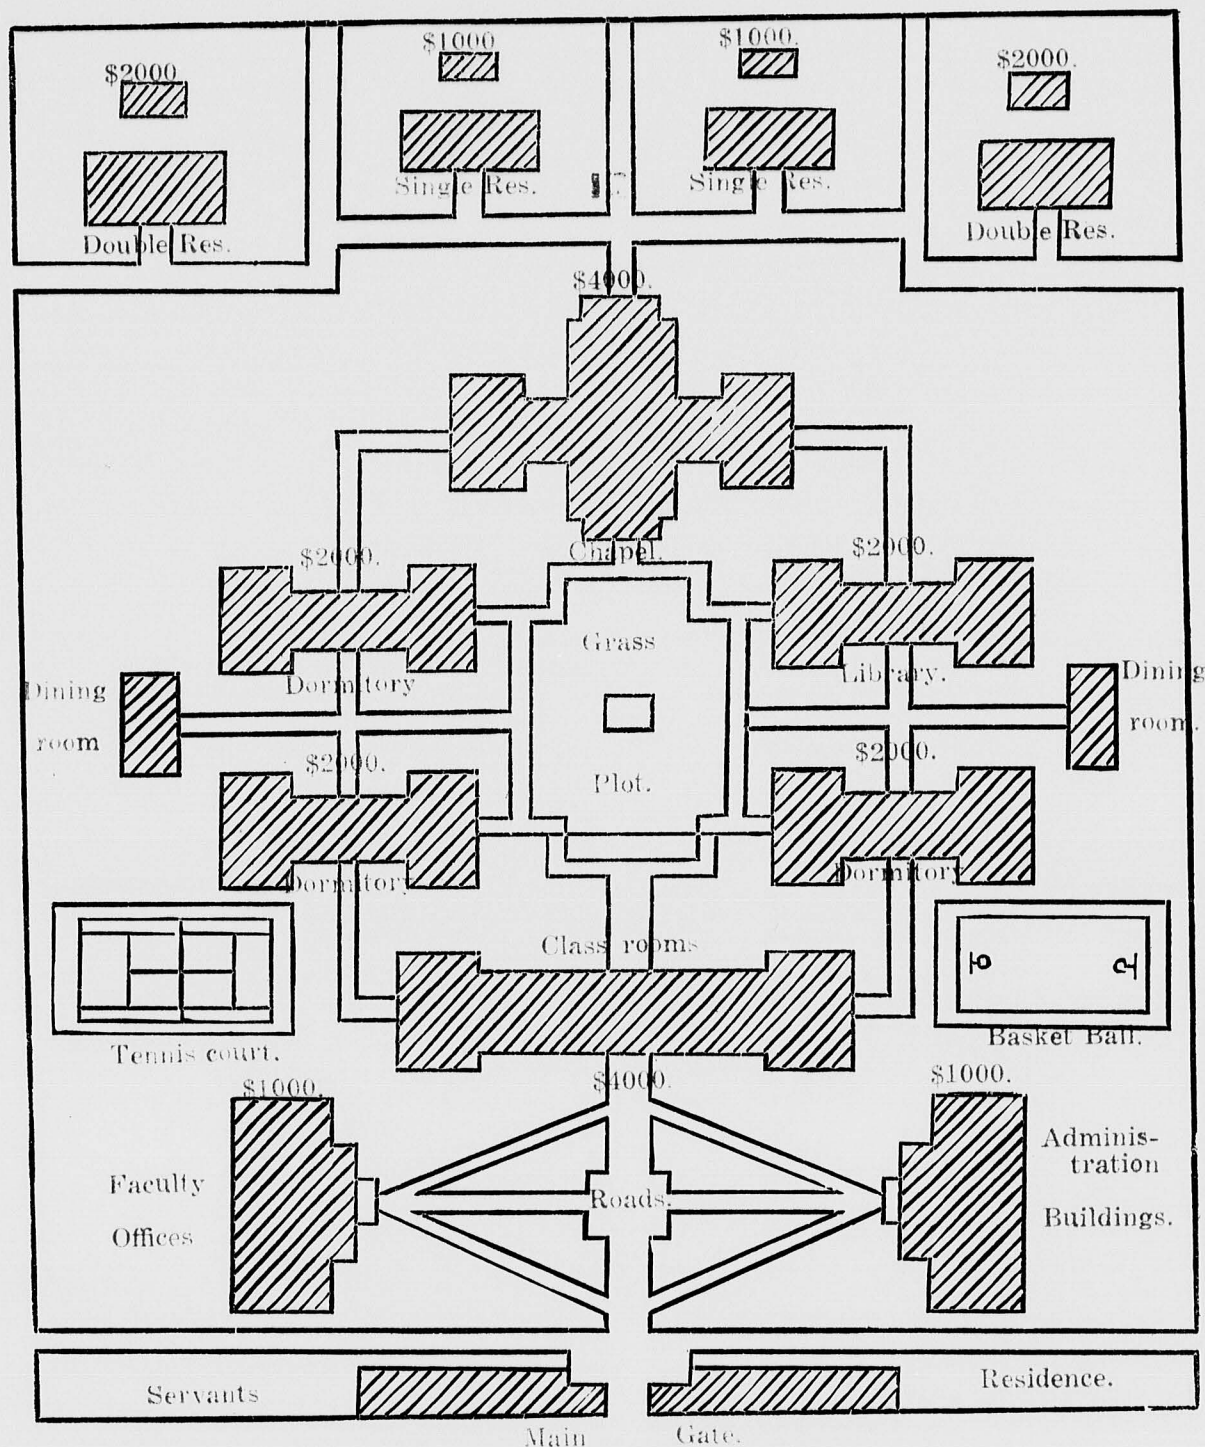 $1000
$1000.
$2000
$2000.
Single Res.
Single Res.
Double Res.
Double Res.
$4000.
Chapel.
$2000.
$2000.
Grass
Dormitory
Library.
Dining
Dining
room
room.
$2000.
$2000.
Plot.
Dormitory
Dormitory
Class rooms
Tennis court.
Basket Ball.
$1000.
$4000.
$1000.
Adminis-
tration
Faculty
Roads.
Buildings.
Offices
Servants
Residence.
Main
Gate.